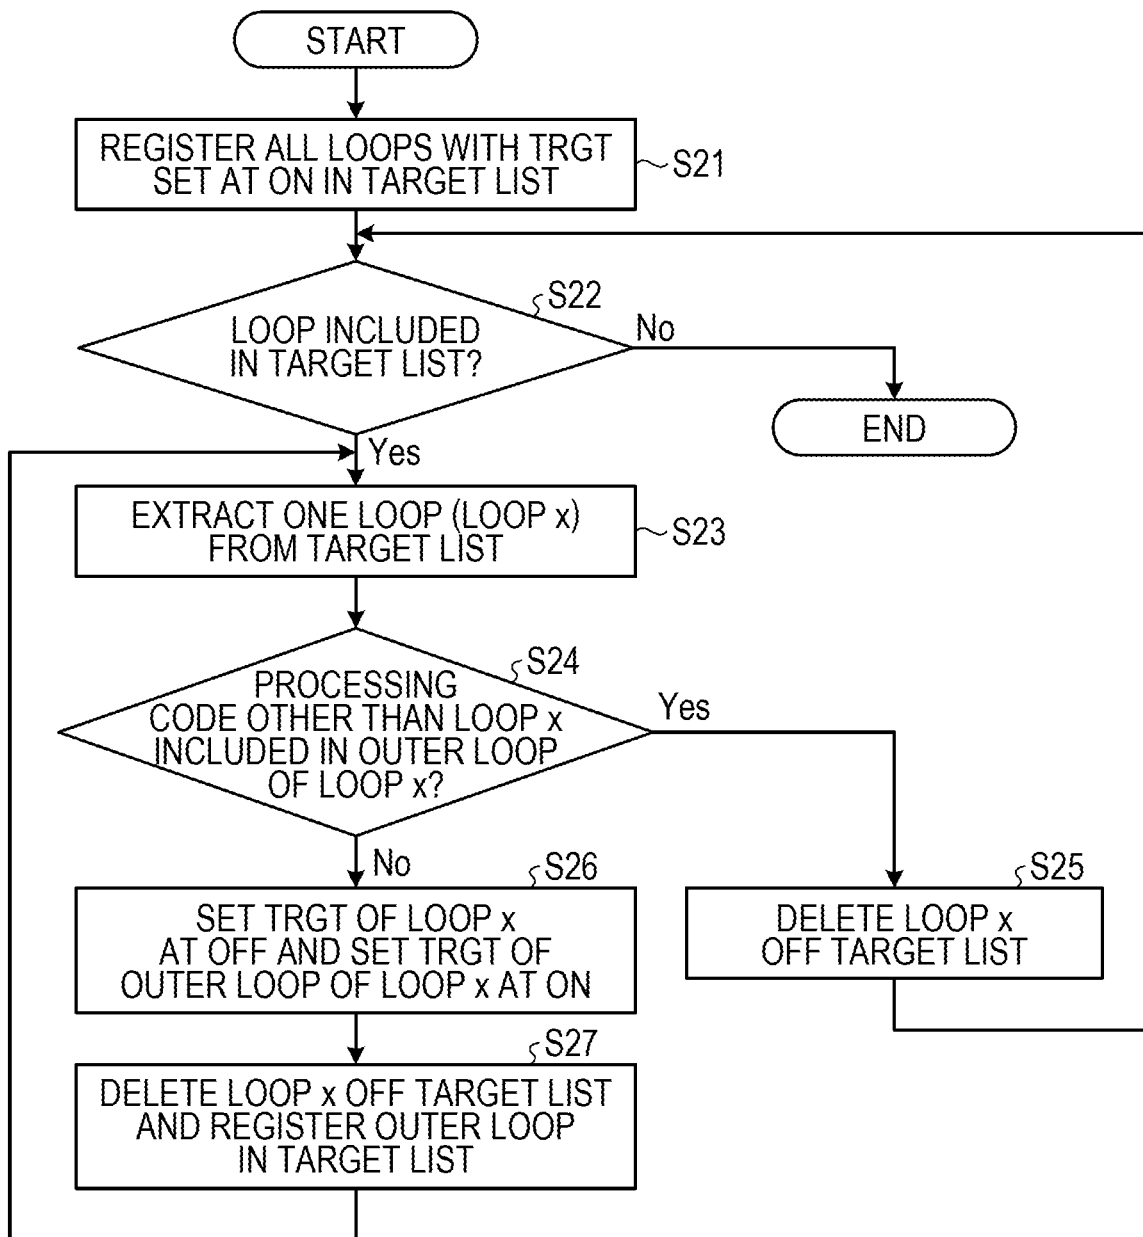 START
REGISTER ALL LOOPS WITH TRGT
SET AT ON IN TARGET LIST
S21
S22
LOOP INCLUDED
IN TARGET LIST?
No
END
Yes
EXTRACT ONE LOOP (LOOP x)
FROM TARGET LIST
S23
S24
PROCESSING
CODE OTHER THAN LOOP x
INCLUDED IN OUTER LOOP
OF LOOP x?
Yes
No
S26
SET TRGT OF LOOP x
AT OFF AND SET TRGT OF
OUTER LOOP OF LOOP x AT ON
S25
DELETE LOOP x
OFF TARGET LIST
S27
DELETE LOOP x OFF TARGET LIST
AND REGISTER OUTER LOOP
IN TARGET LIST